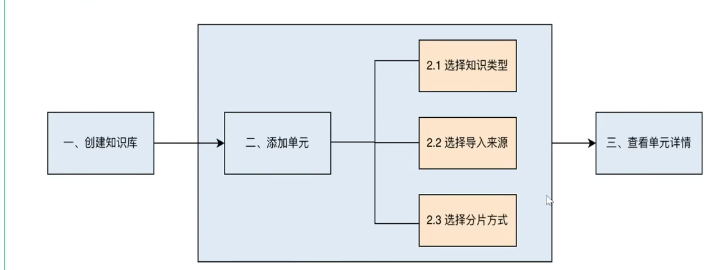 一、创建知识库
二、添加单元
2.1 选择知识类型
2.2 选择导入来源
2.3 选择分片方式
三、查看单元详情